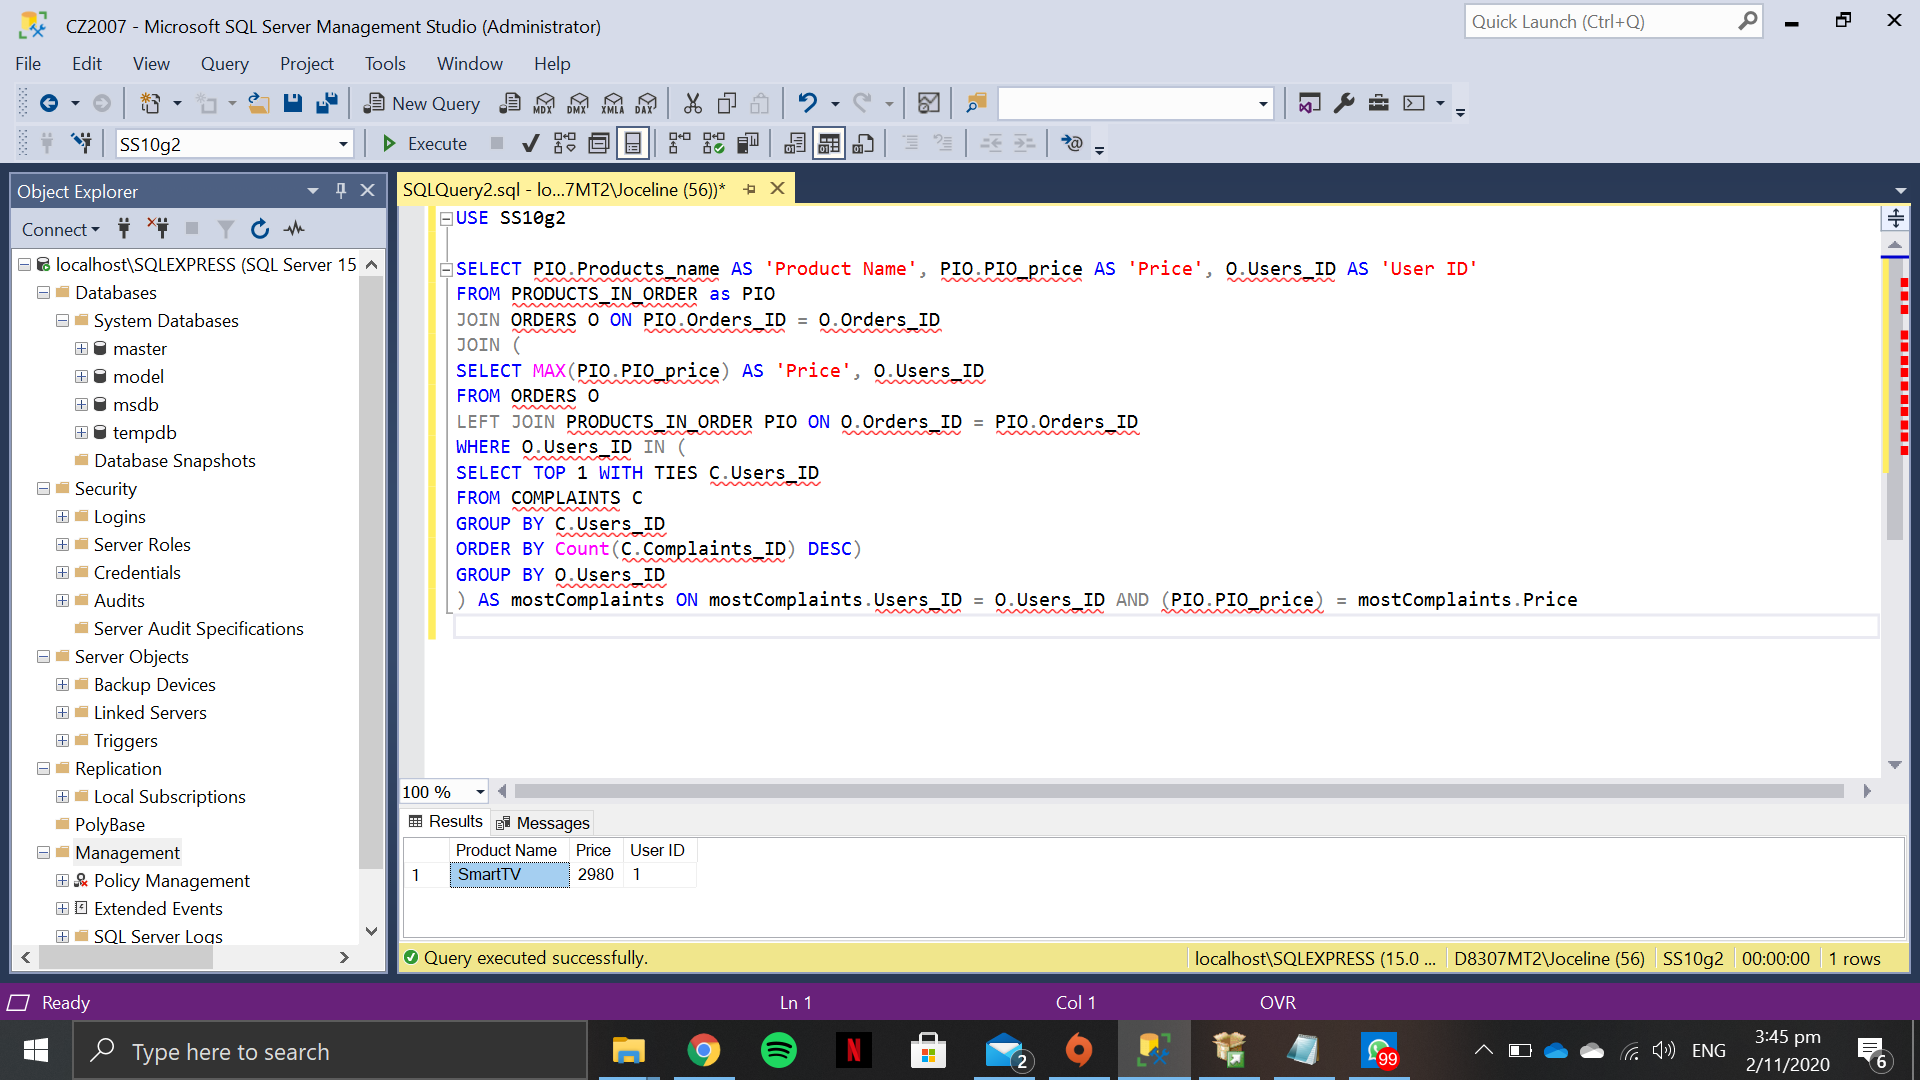 CZ2007 - Microsoft SQL Server Management Studio (Administrator)
Quick Launch (Ctrl+Q)
File Edit View Query Project Tools Window Help
New Query MDX DMX XMLA DAX
SS10g2 Execute
Object Explorer
Connect
localhost\SQLEXPRESS (SQL Server 15
Databases
System Databases
master
model
msdb
tempdb
Database Snapshots
Security
Logins
Server Roles
Credentials
Audits
Server Audit Specifications
Server Objects
Backup Devices
Linked Servers
Triggers
Replication
Local Subscriptions
PolyBase
Management
Policy Management
Extended Events
SQL Server Logs
SQLQuery2.sql - lo...7MT2\Joceline (56))*
USE SS10g2
SELECT PIO.Products_name AS 'Product Name', PIO.PIO_price AS 'Price', O.Users_ID AS 'User ID'
FROM PRODUCTS_IN_ORDER as PIO
JOIN ORDERS O ON PIO.Orders_ID = O.Orders_ID
JOIN (
SELECT MAX(PIO.PIO_price) AS 'Price', O.Users_ID
FROM ORDERS O
LEFT JOIN PRODUCTS_IN_ORDER PIO ON O.Orders_ID = PIO.Orders_ID
WHERE O.Users_ID IN (
SELECT TOP 1 WITH TIES C.Users_ID
FROM COMPLAINTS C
GROUP BY C.Users_ID
ORDER BY Count(C.Complaints_ID) DESC)
GROUP BY O.Users_ID
) AS mostComplaints ON mostComplaints.Users_ID = O.Users_ID AND (PIO.PIO_price) = mostComplaints.Price
100 %
Results Messages
Product Name Price User ID
1 SmartTV 2980 1
Query executed successfully.
localhost\SQLEXPRESS (15.0 ... D8307MT2\Joceline (56) SS10g2 00:00:00 1 rows
Ready Ln 1 Col 1 OVR
Type here to search
2
99
ENG
3:45 pm
2/11/2020
6